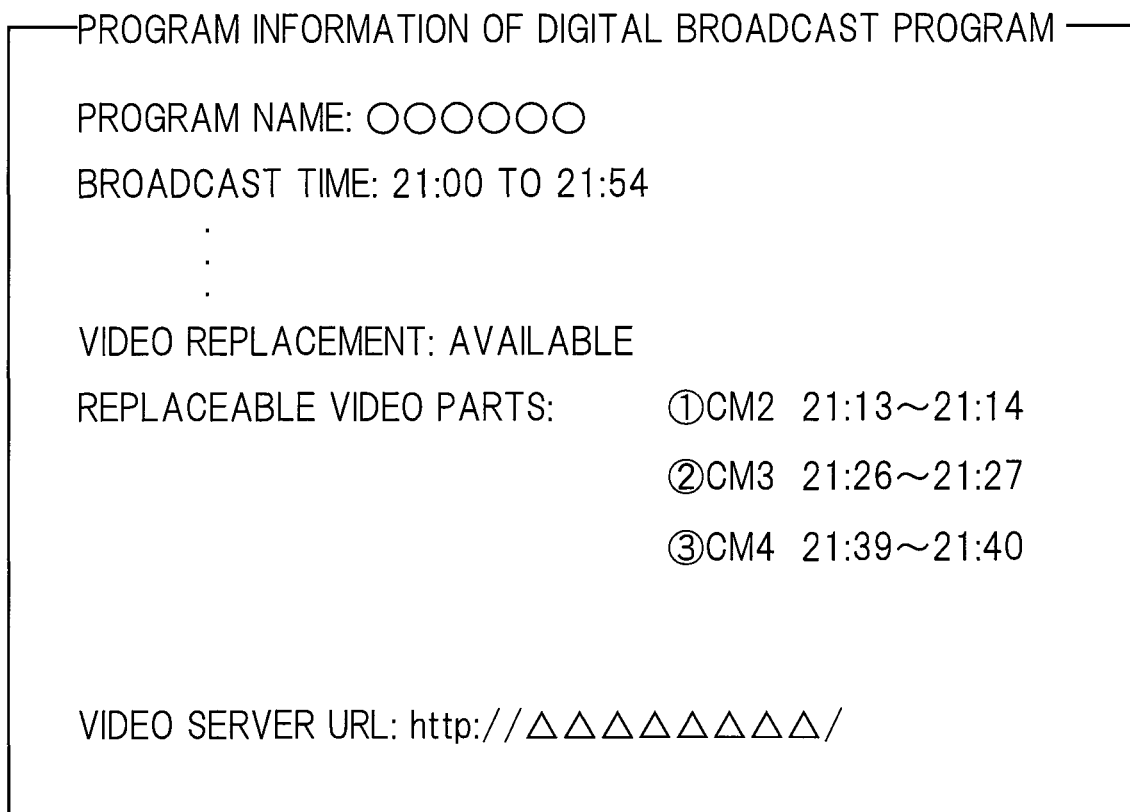 PROGRAM INFORMATION OF DIGITAL BROADCAST PROGRAM
PROGRAM NAME: ○○○○○○
BROADCAST TIME: 21:00 TO 21:54
.
.
.
VIDEO REPLACEMENT: AVAILABLE
REPLACEABLE VIDEO PARTS: ①CM2 21:13～21:14
②CM3 21:26～21:27
③CM4 21:39～21:40
VIDEO SERVER URL: http://△△△△△△△△/